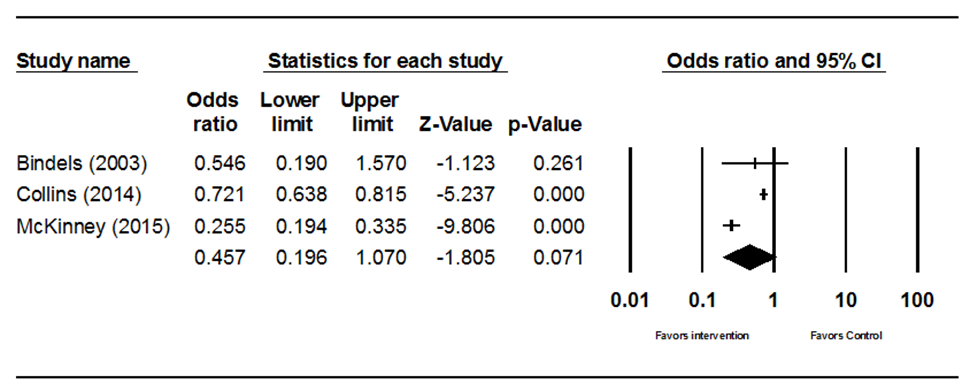 Study name Statistics for each study Odds ratio and 95% CI
Odds Lower Upper
ratio limit limit Z-Value p-Value
Bindels (2003) 0.546 0.190 1.570 -1.123 0.261
Collins (2014) 0.721 0.638 0.815 -5.237 0.000
McKinney (2015) 0.255 0.194 0.335 -9.806 0.000
0.457 0.196 1.070 -1.805 0.071
0.01 0.1 1 10 100
Favors intervention Favors Control